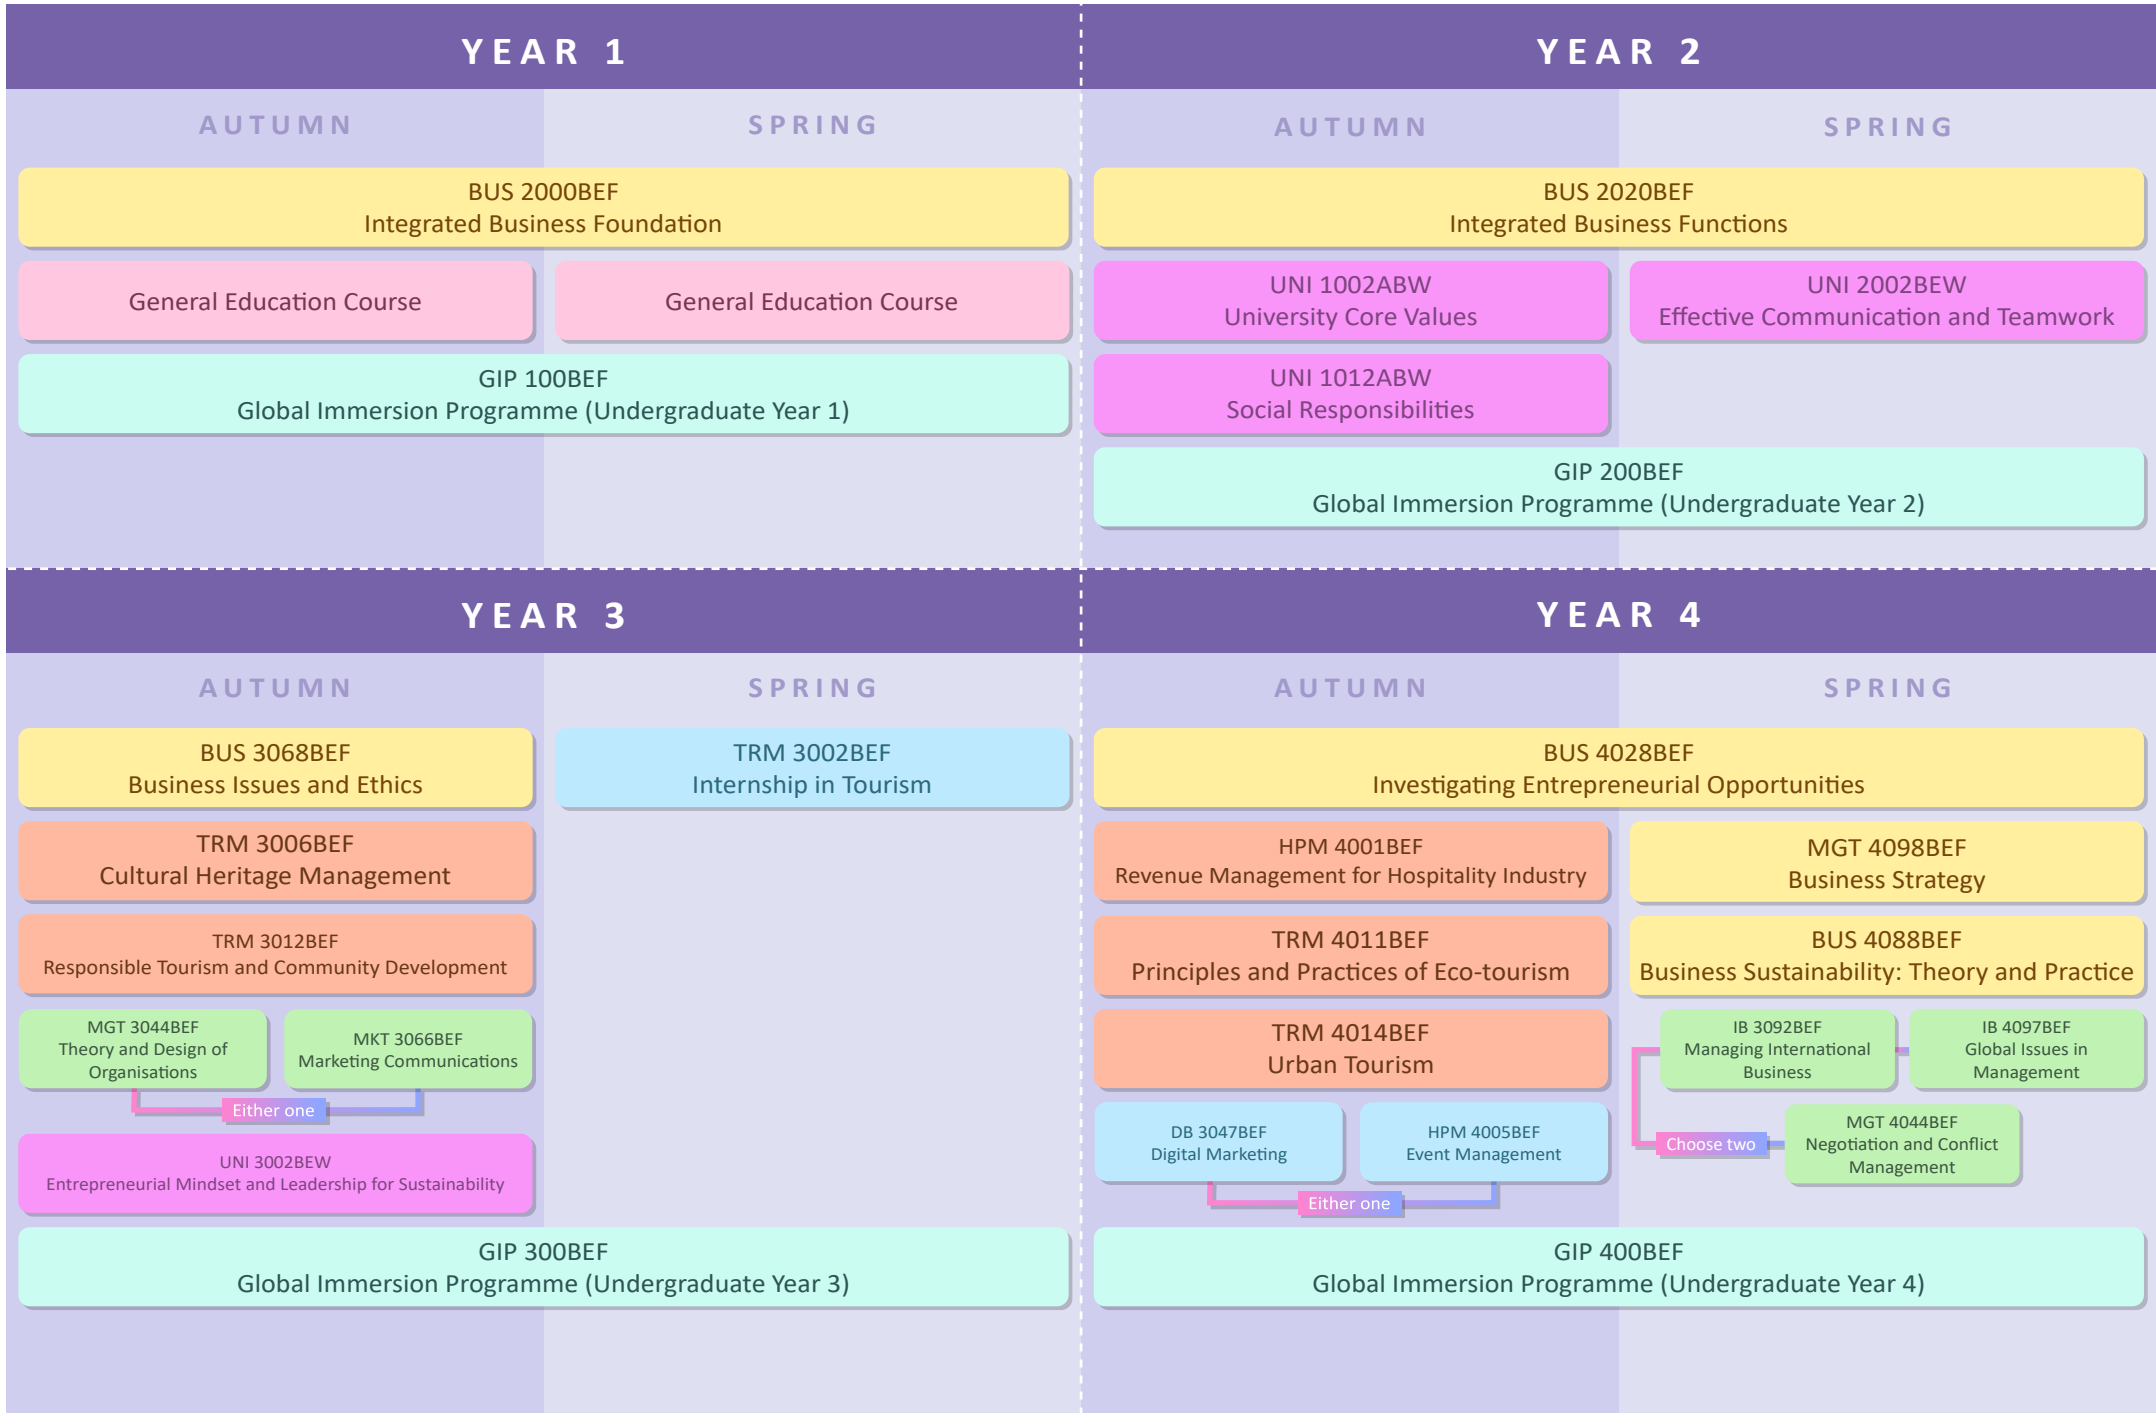 YEAR 1
AUTUMN
SPRING
BUS 2000BEF
Integrated Business Foundation
General Education Course
General Education Course
GIP 100BEF
Global Immersion Programme (Undergraduate Year 1)
YEAR 2
AUTUMN
SPRING
BUS 2020BEF
Integrated Business Functions
UNI 1002ABW
University Core Values
UNI 2002BEW
Effective Communication and Teamwork
UNI 1012ABW
Social Responsibilities
GIP 200BEF
Global Immersion Programme (Undergraduate Year 2)
YEAR 3
AUTUMN
SPRING
BUS 3068BEF
Business Issues and Ethics
TRM 3002BEF
Internship in Tourism
TRM 3006BEF
Cultural Heritage Management
TRM 3012BEF
Responsible Tourism and Community Development
MGT 3044BEF
Theory and Design of
Organisations
MKT 3066BEF
Marketing Communications
Either one
UNI 3002BEW
Entrepreneurial Mindset and Leadership for Sustainability
GIP 300BEF
Global Immersion Programme (Undergraduate Year 3)
YEAR 4
AUTUMN
SPRING
BUS 4028BEF
Investigating Entrepreneurial Opportunities
HPM 4001BEF
Revenue Management for Hospitality Industry
TRM 4011BEF
Principles and Practices of Eco-tourism
TRM 4014BEF
Urban Tourism
DB 3047BEF
Digital Marketing
HPM 4005BEF
Event Management
Either one
MGT 4098BEF
Business Strategy
BUS 4088BEF
Business Sustainability: Theory and Practice
IB 3092BEF
Managing International
Business
IB 4097BEF
Global Issues in
Management
Choose two
MGT 4044BEF
Negotiation and Conflict
Management
GIP 400BEF
Global Immersion Programme (Undergraduate Year 4)